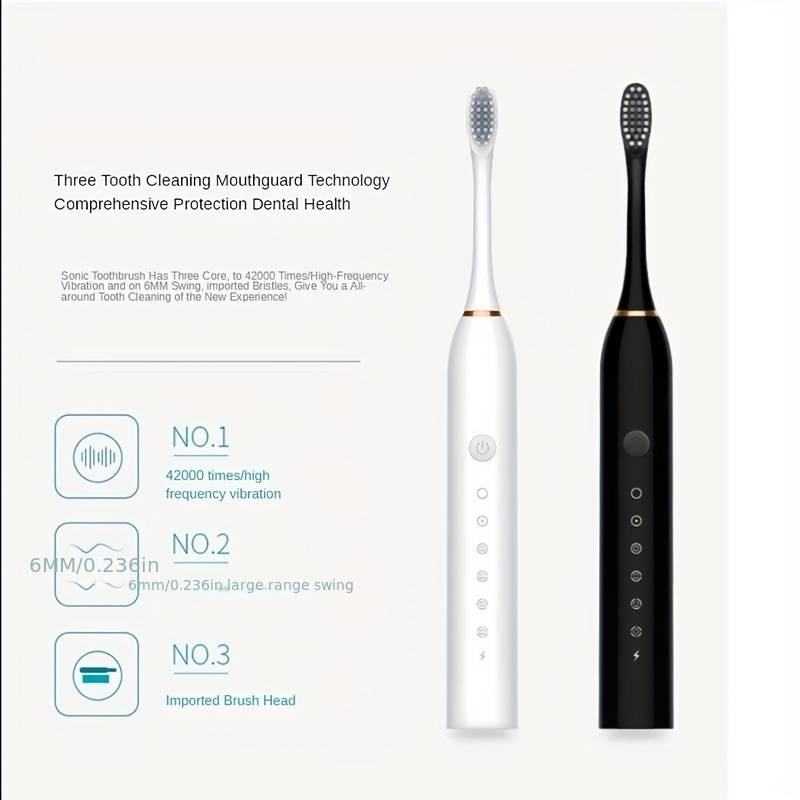 Three Tooth Cleaning Mouthguard Technology
Comprehensive Protection Dental Health
Sonic Toothbrush Has Three Core, to 42000 Times/High-Frequency
Vibration and on 6MM Swing, imported Bristles, Give You a All-
around Tooth Cleaning of the New Experience!
NO.1
42000 times/high
frequency vibration
NO.2
6MM/0.236in
6mm/0.236in large range swing
NO.3
Imported Brush Head